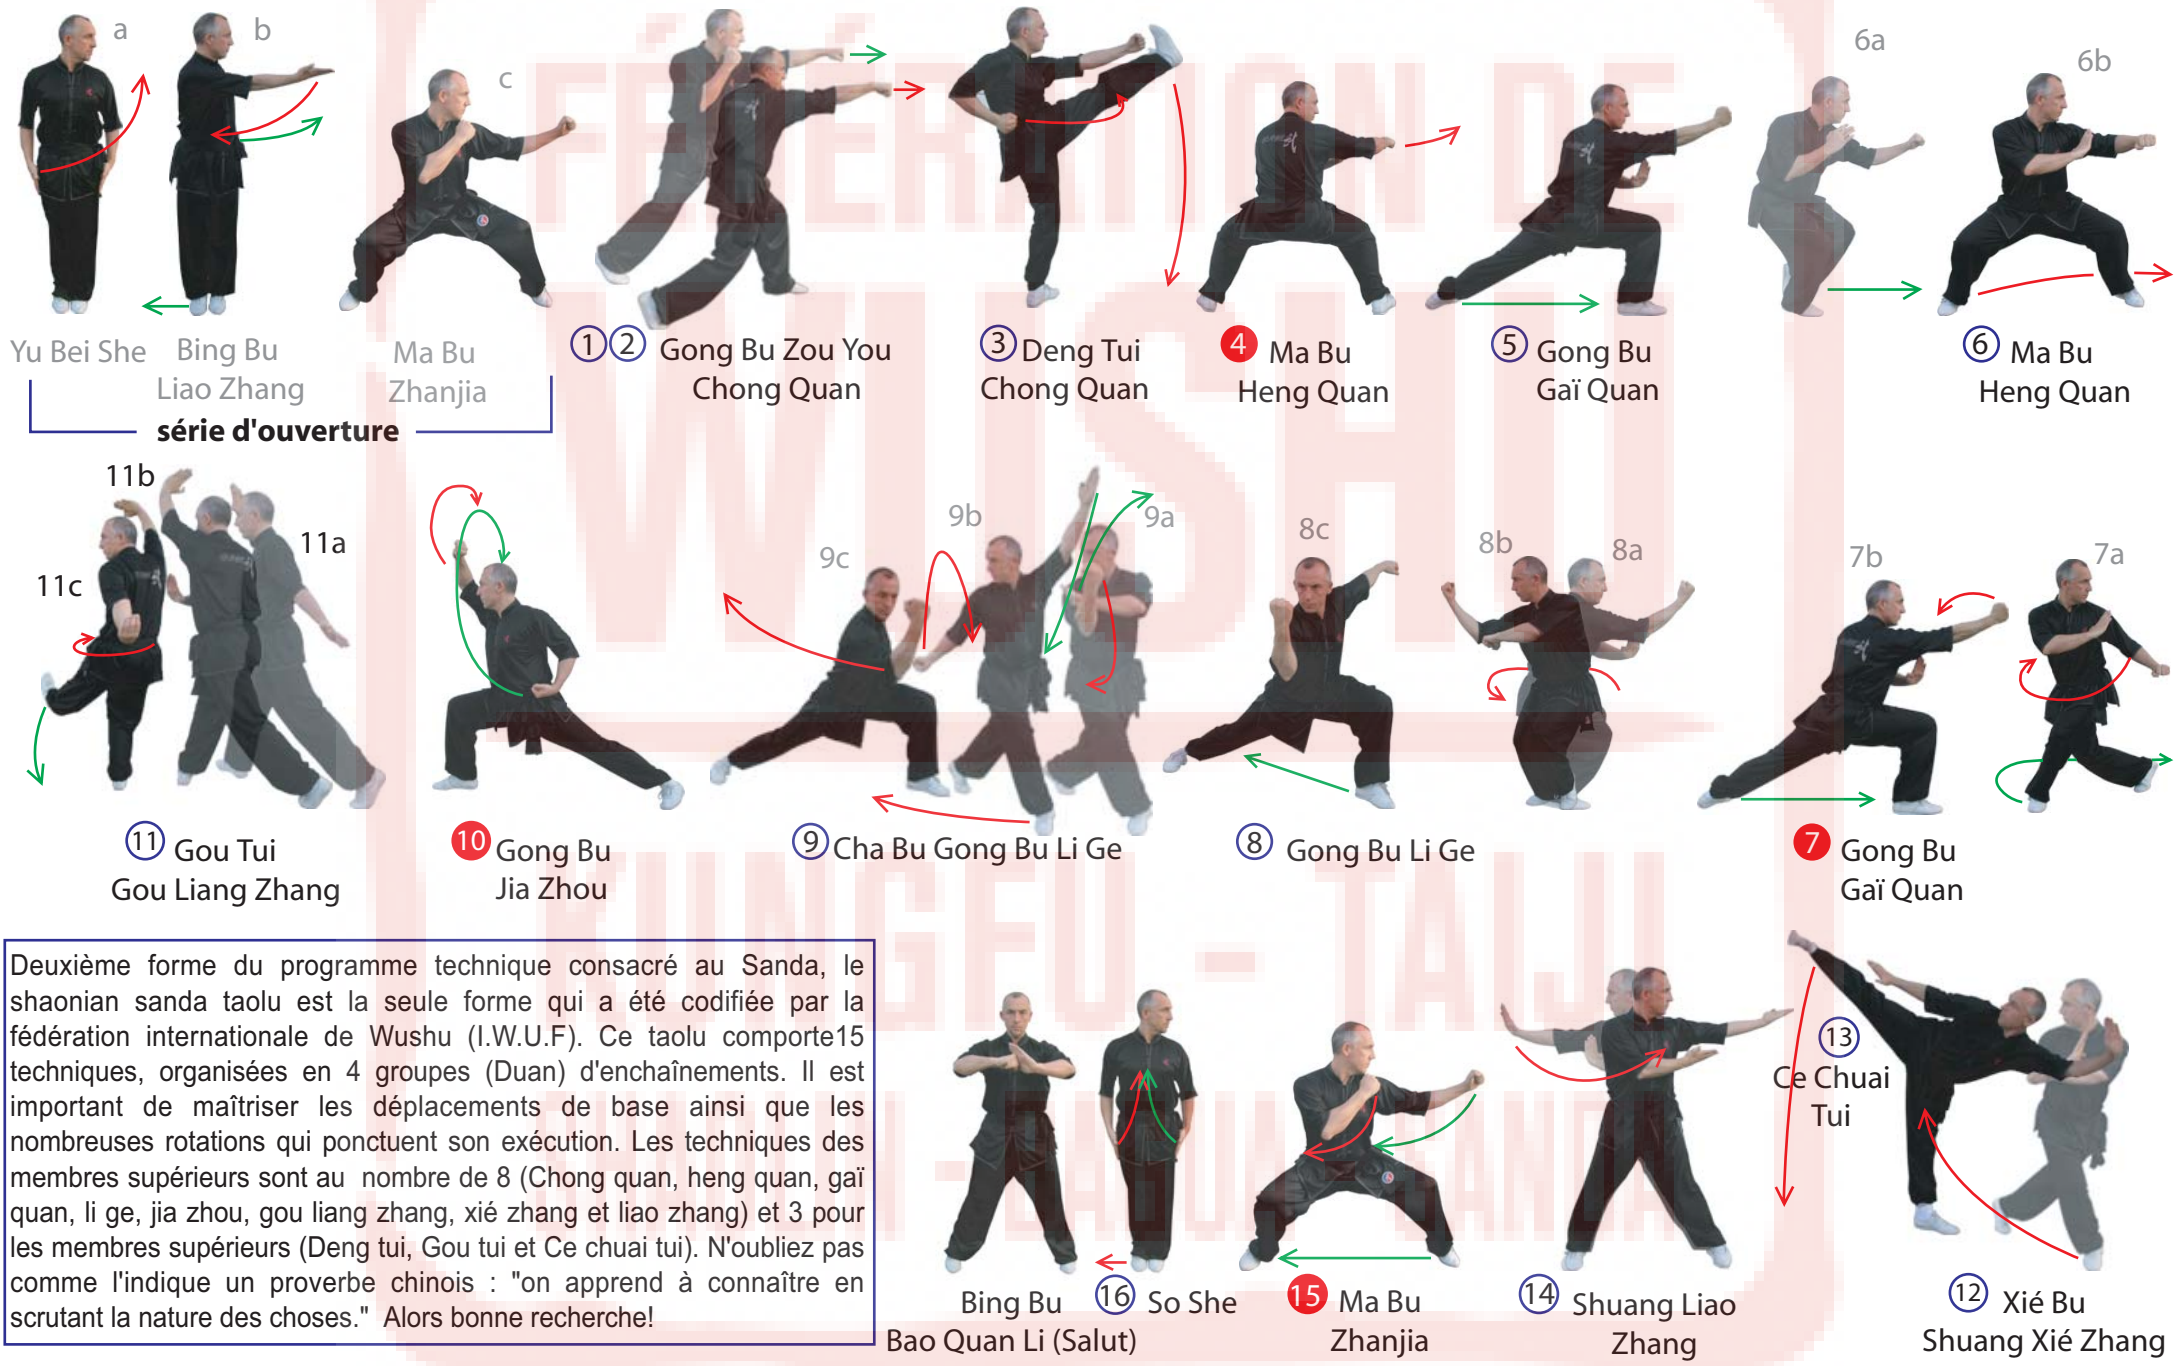 a
b
c
6a
6b
Yu Bei She
Bing Bu
Liao Zhang
Ma Bu
Zhanjia
série d'ouverture
1 2 Gong Bu Zou You
Chong Quan
3 Deng Tui
Chong Quan
4 Ma Bu
Heng Quan
5 Gong Bu
Gaï Quan
6 Ma Bu
Heng Quan
11b
11a
11c
9c
9b
9a
8c
8b
8a
7b
7a
11 Gou Tui
Gou Liang Zhang
10 Gong Bu
Jia Zhou
9 Cha Bu Gong Bu Li Ge
8 Gong Bu Li Ge
7 Gong Bu
Gaï Quan
Deuxième forme du programme technique consacré au Sanda, le
shaonian sanda taolu est la seule forme qui a été codifiée par la
fédération internationale de Wushu (I.W.U.F). Ce taolu comporte15
techniques, organisées en 4 groupes (Duan) d'enchaînements. Il est
important de maîtriser les déplacements de base ainsi que les
nombreuses rotations qui ponctuent son exécution. Les techniques des
membres supérieurs sont au nombre de 8 (Chong quan, heng quan, gaï
quan, li ge, jia zhou, gou liang zhang, xié zhang et liao zhang) et 3 pour
les membres supérieurs (Deng tui, Gou tui et Ce chuai tui). N'oubliez pas
comme l'indique un proverbe chinois : "on apprend à connaître en
scrutant la nature des choses." Alors bonne recherche!
Bing Bu
Bao Quan Li (Salut)
16 So She
15 Ma Bu
Zhanjia
14 Shuang Liao
Zhang
13
Ce Chuai
Tui
12 Xié Bu
Shuang Xié Zhang
FÉDÉRATION DE
WUSHU
KUNGFU - TAIJI